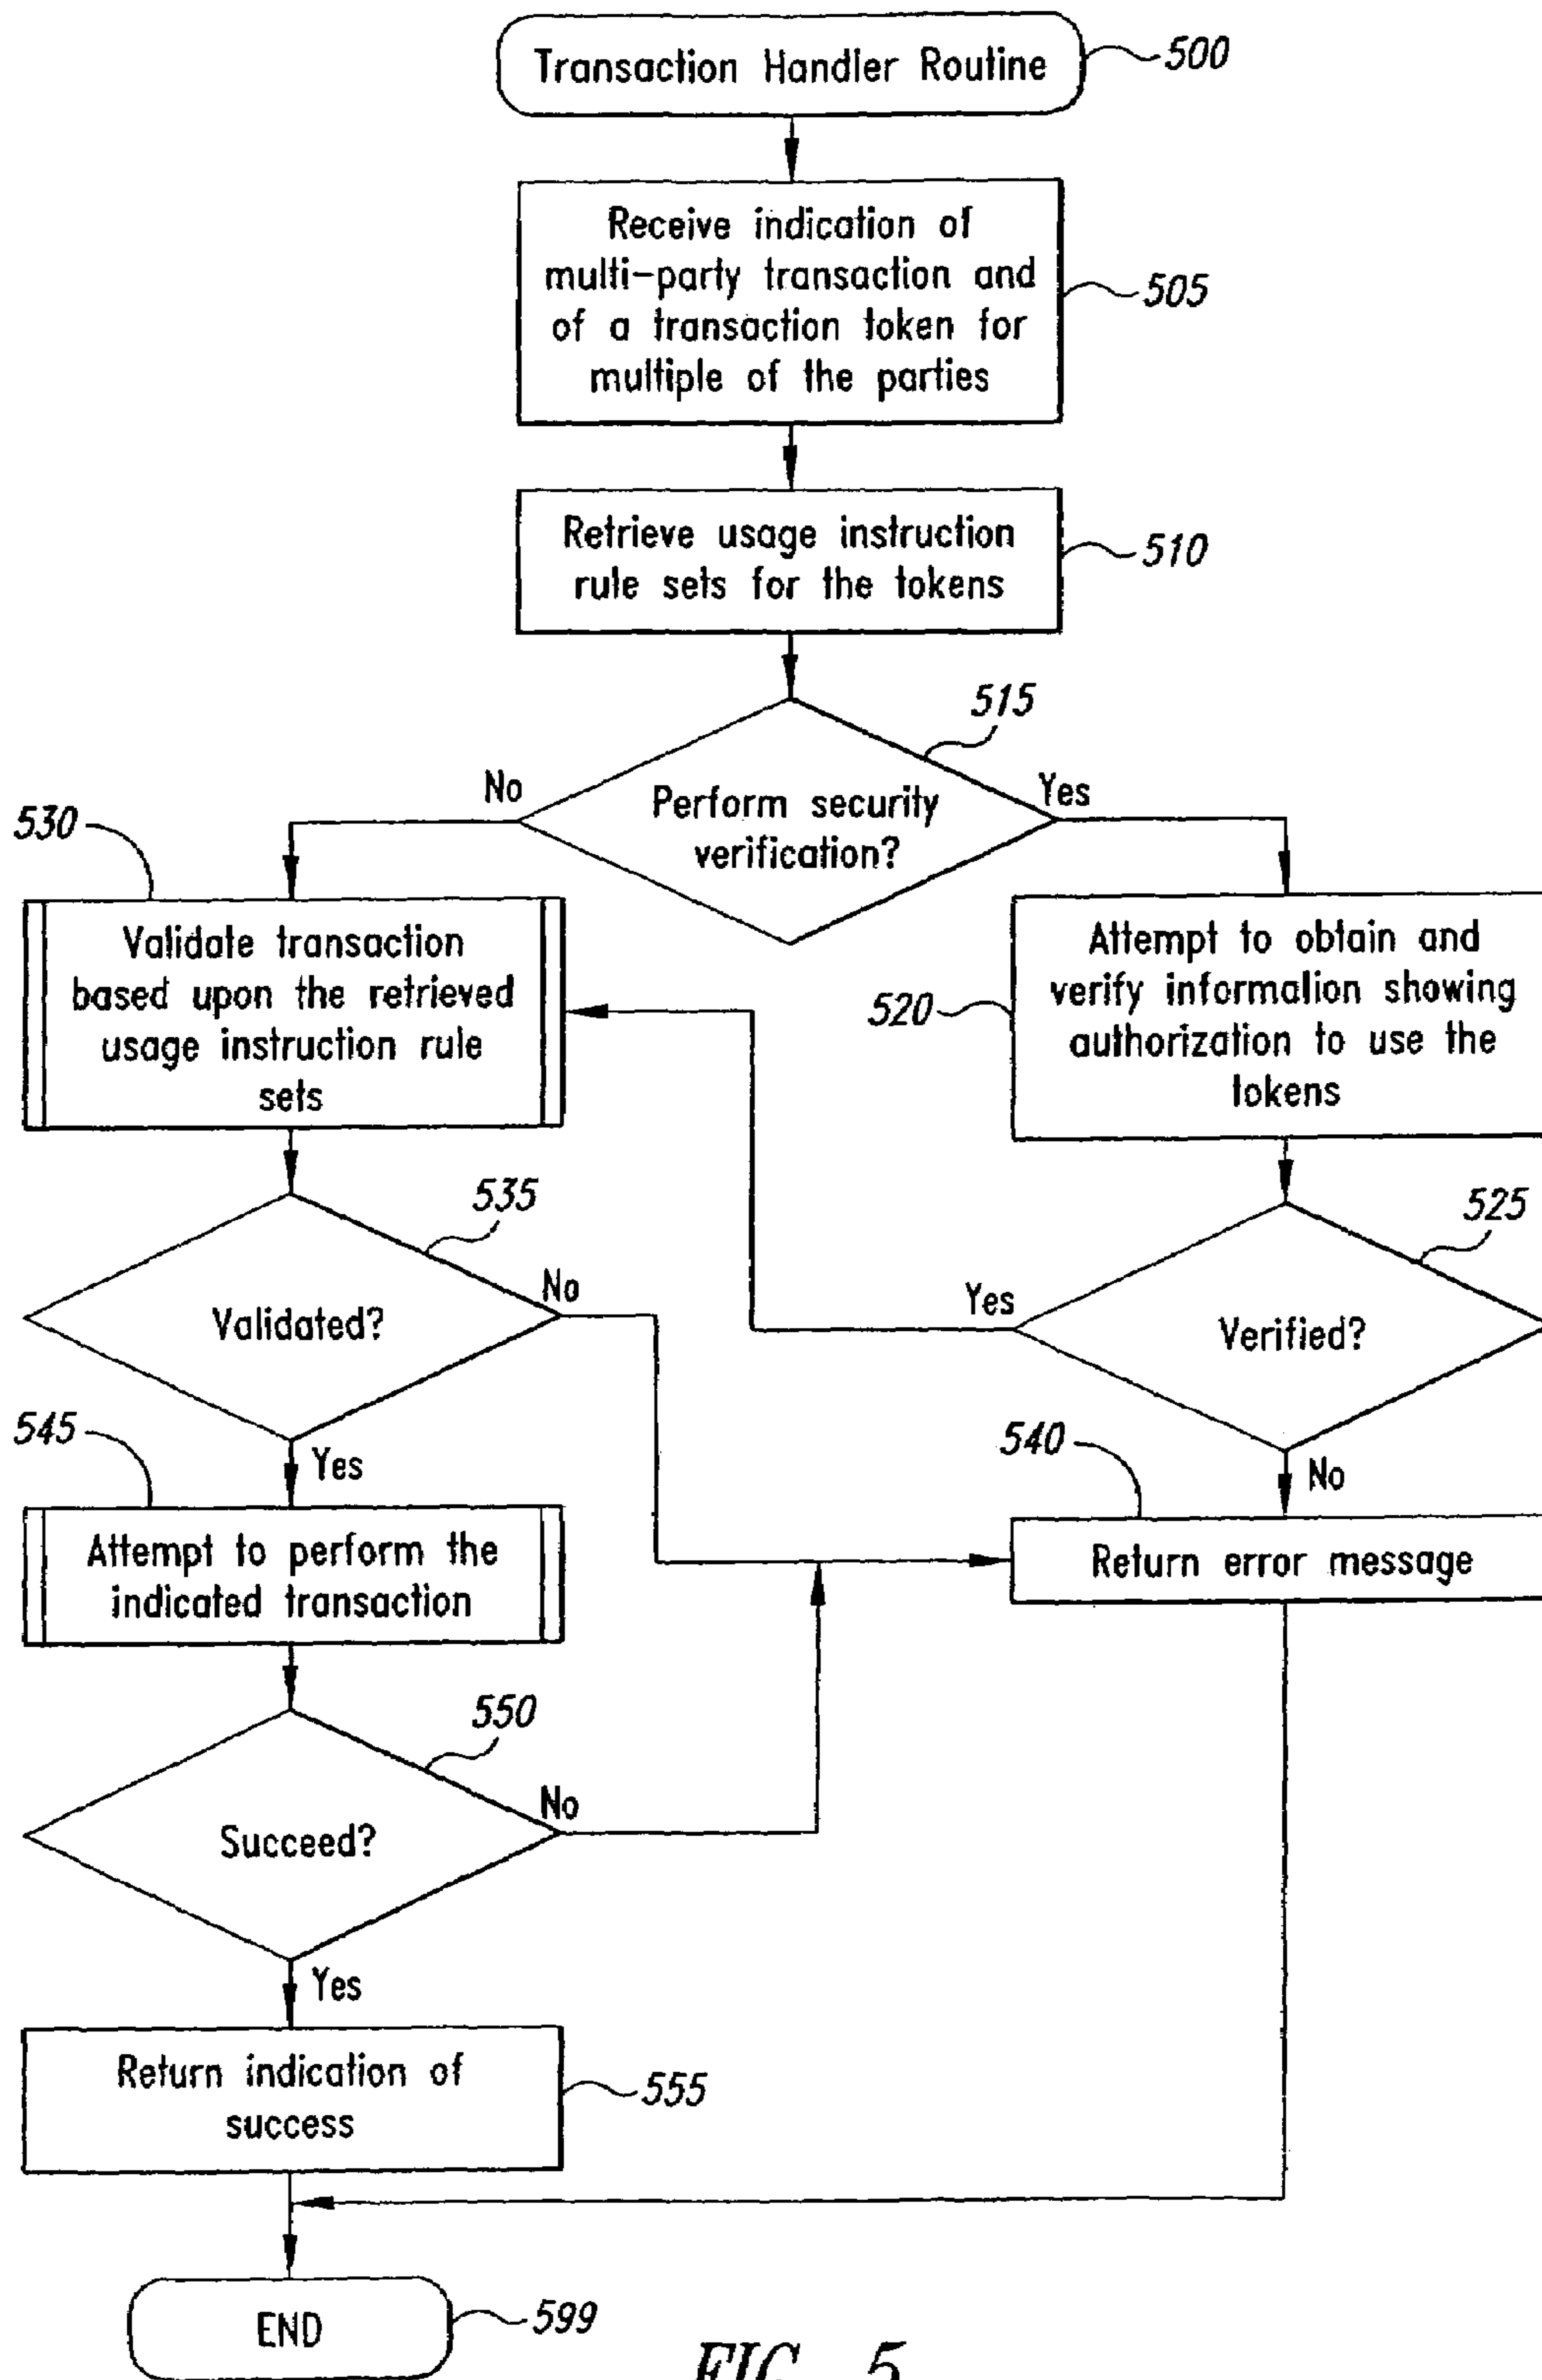 Transaction Handler Routine
500
Receive indication of
multi-party transaction and
of a transaction token for
multiple of the parties
505
Retrieve usage instruction
rule sets for the tokens
510
515
Perform security
verification?
No
Yes
530
Validate transaction
based upon the retrieved
usage instruction rule
sets
520
Attempt to obtain and
verify information showing
authorization to use the
tokens
535
Validated?
No
525
Yes
Verified?
545
Yes
540
No
Attempt to perform the
indicated transaction
Return error message
550
Succeed?
No
Yes
Return indication of
success
555
END
599
FIG. 5